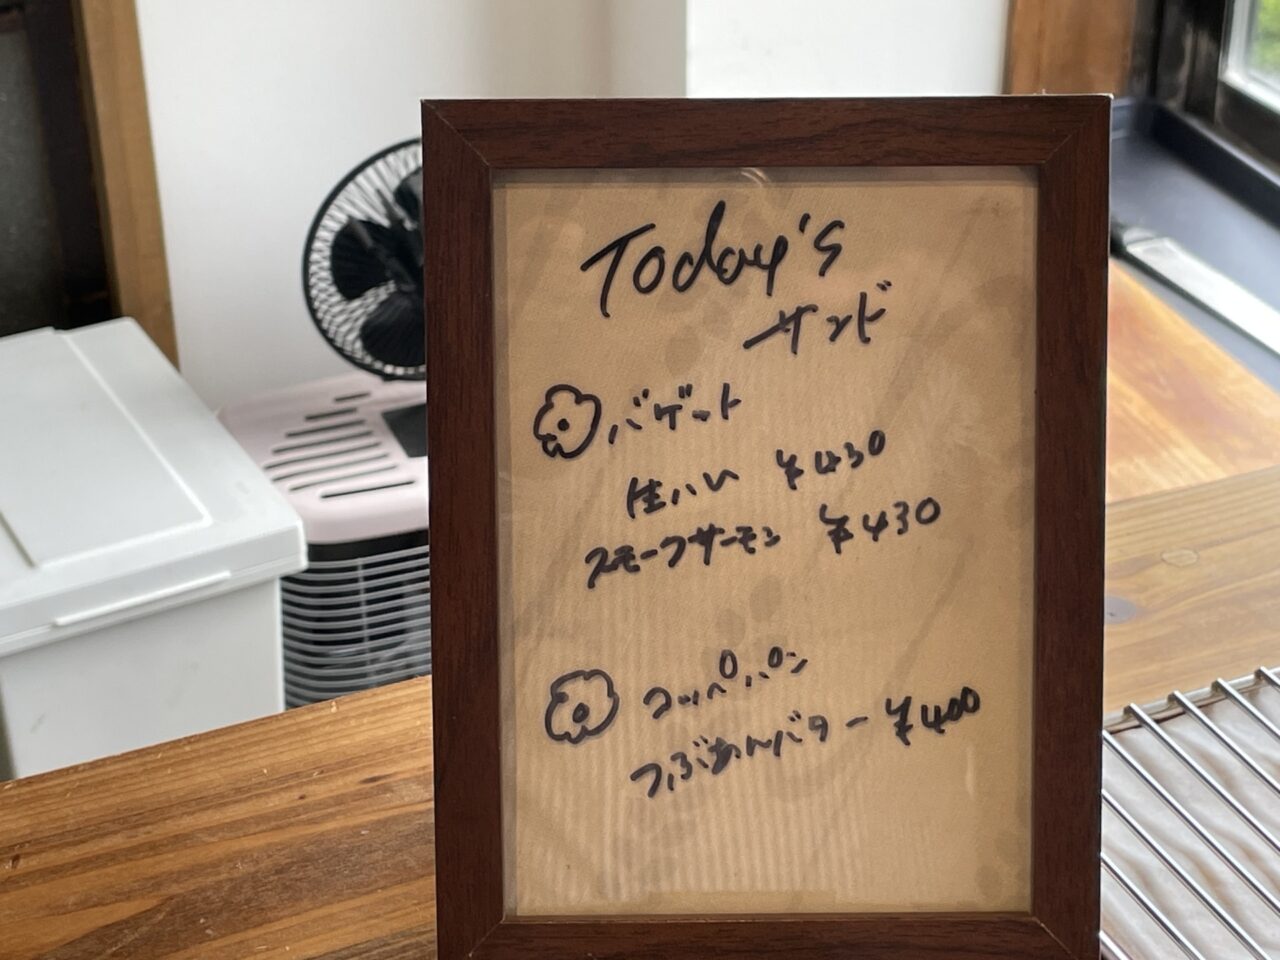 Today's
サンド
バゲット
生ハム ¥430
スモークサーモン ¥430
コッペパン
つぶあんバター ¥400